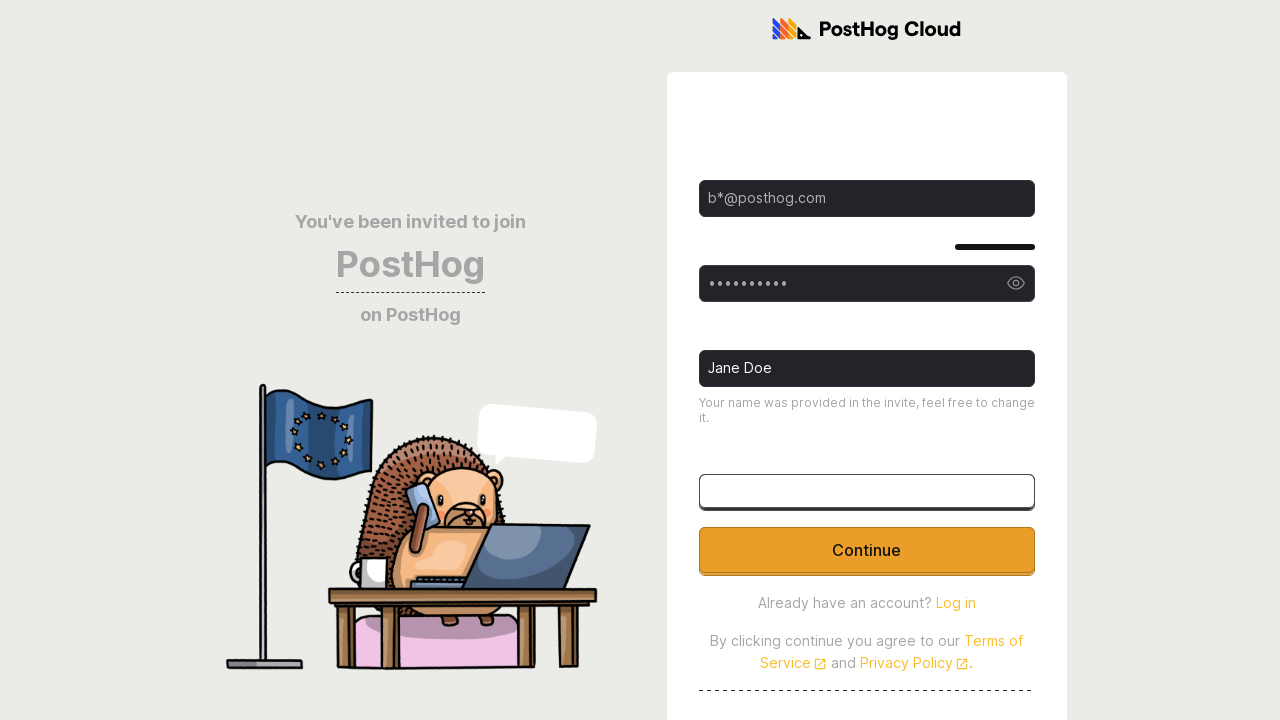 PostHog Cloud
You've been invited to join
PostHog
on PostHog
b*@posthog.com
••••••••••
Jane Doe
Your name was provided in the invite, feel free to change
it.
Continue
Already have an account? Log in
By clicking continue you agree to our Terms of
Service and Privacy Policy.